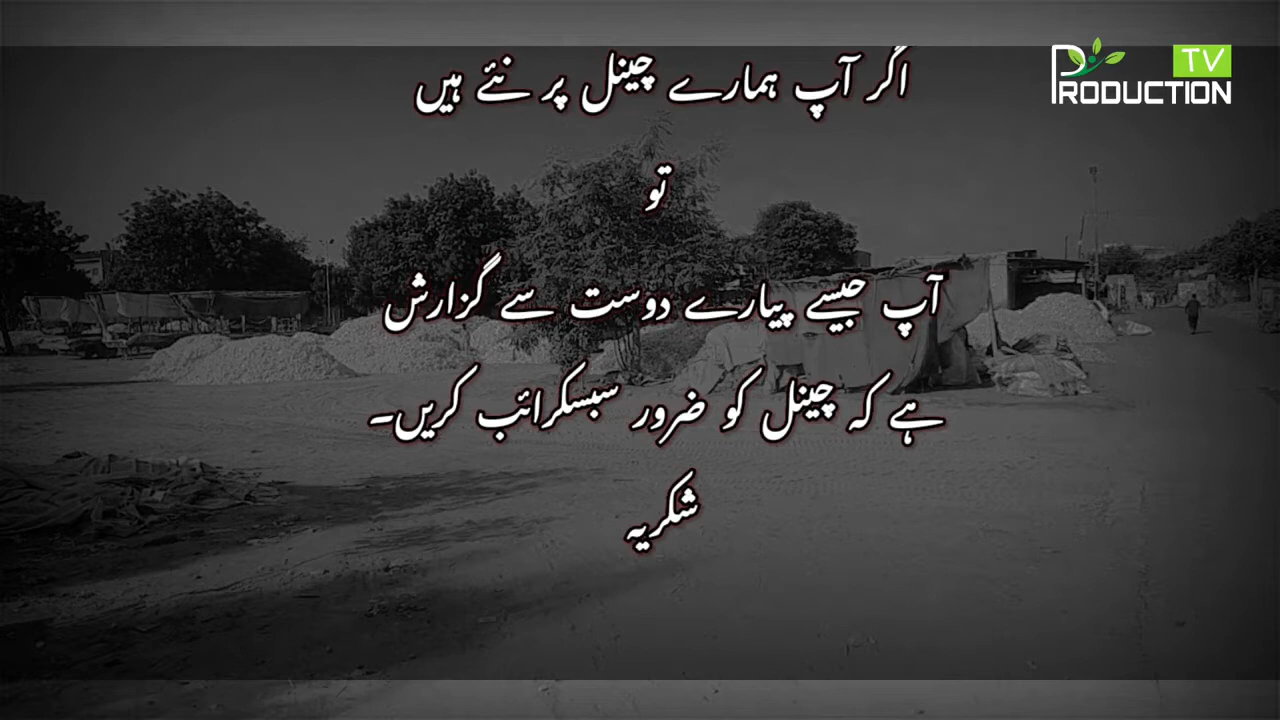 اگر آپ ہمارے چینل پر نئے ہیں
تو
آپ جیسے پیارے دوست سے گزارش
ہے کہ چینل کو ضرور سبسکرائب کریں۔
شکریہ
TV
PRODUCTION